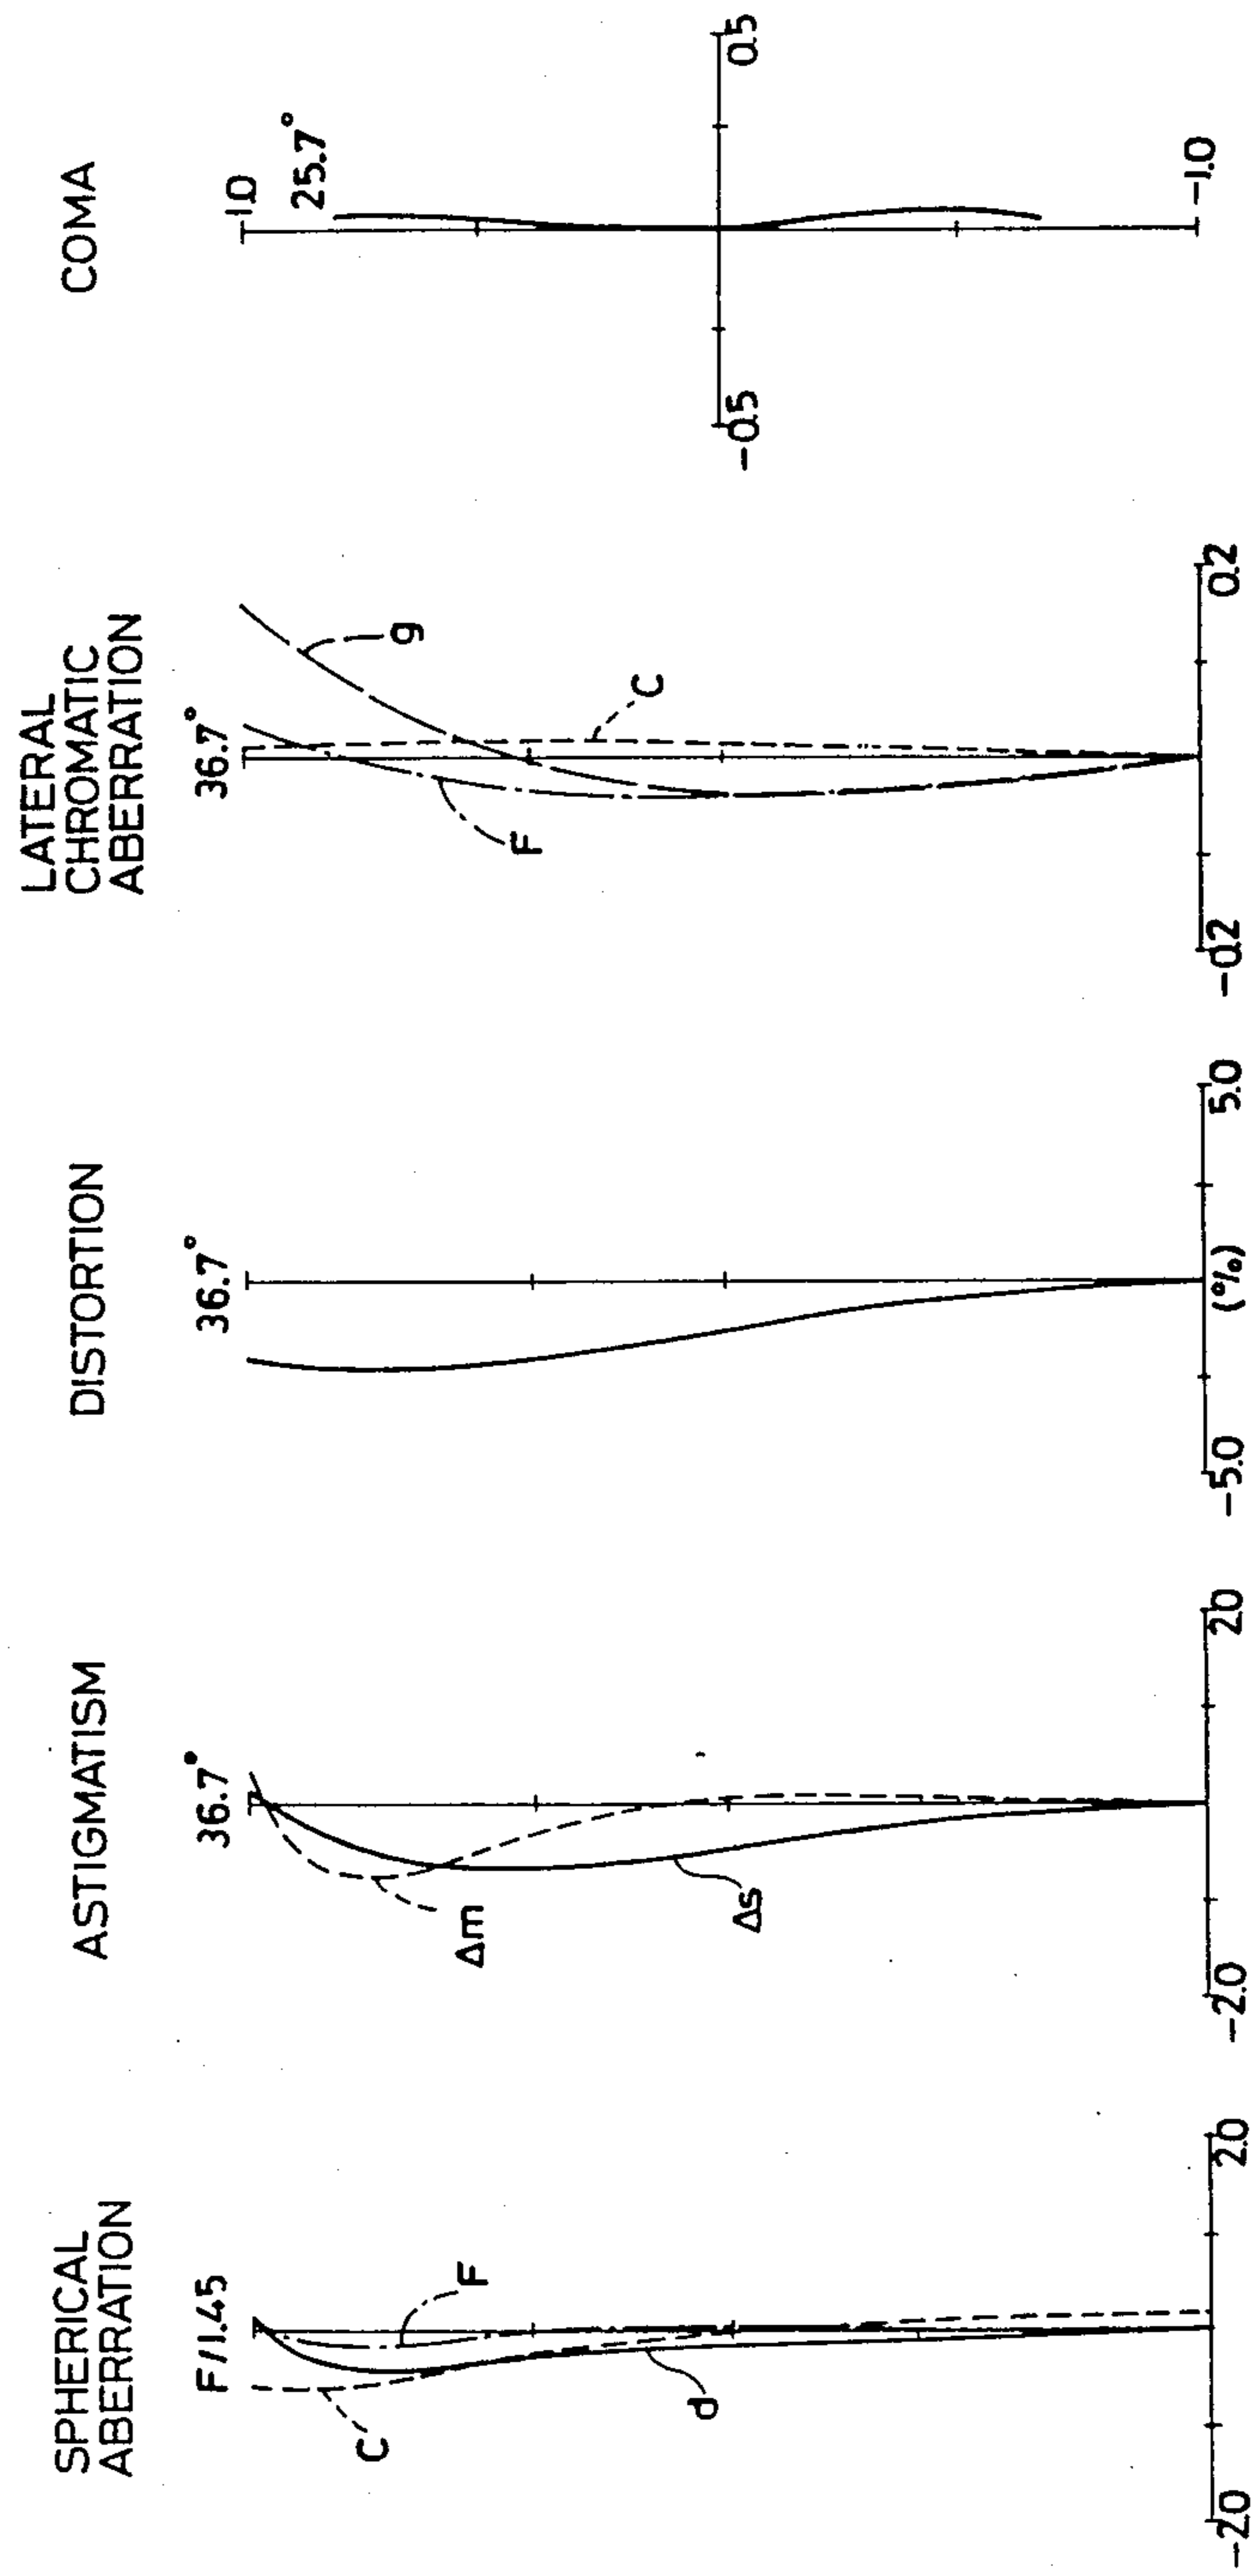 SPHERICAL
ABERRATION
F/1.45
C
F
d
-2.0
2.0
ASTIGMATISM
36.7°
Δm
Δs
-2.0
2.0
DISTORTION
36.7°
-5.0
(%)
5.0
LATERAL
CHROMATIC
ABERRATION
36.7°
F
g
C
-0.2
0.2
COMA
1.0
25.7°
-0.5
0.5
-1.0